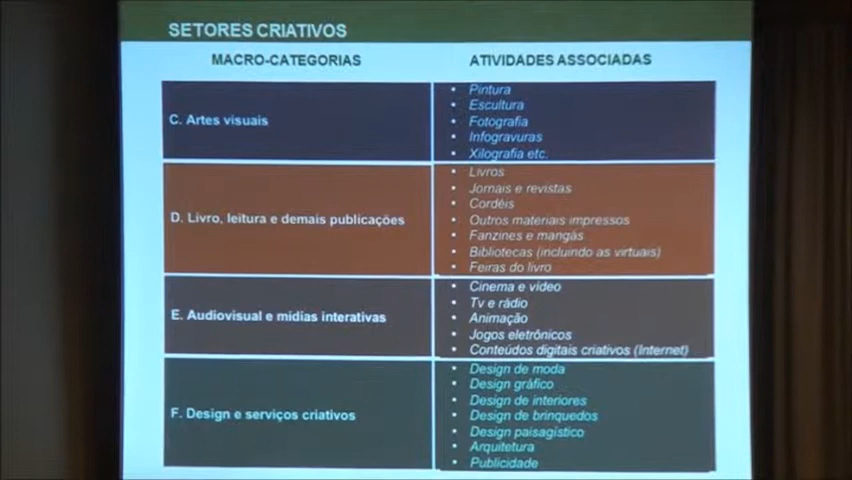 SETORES CRIATIVOS
MACRO-CATEGORIAS
ATIVIDADES ASSOCIADAS
C. Artes visuais
• Pintura
• Escultura
• Fotografia
• Infogravuras
• Xilografia etc.
D. Livro, leitura e demais publicações
• Livros
• Jornais e revistas
• Cordéis
• Outros materiais impressos
• Fanzines e mangás
• Bibliotecas (incluindo as virtuais)
• Feiras do livro
E. Audiovisual e mídias interativas
• Cinema e vídeo
• Tv e rádio
• Animação
• Jogos eletrônicos
• Conteúdos digitais criativos (Internet)
F. Design e serviços criativos
• Design de moda
• Design gráfico
• Design de interiores
• Design de brinquedos
• Design paisagístico
• Arquitetura
• Publicidade